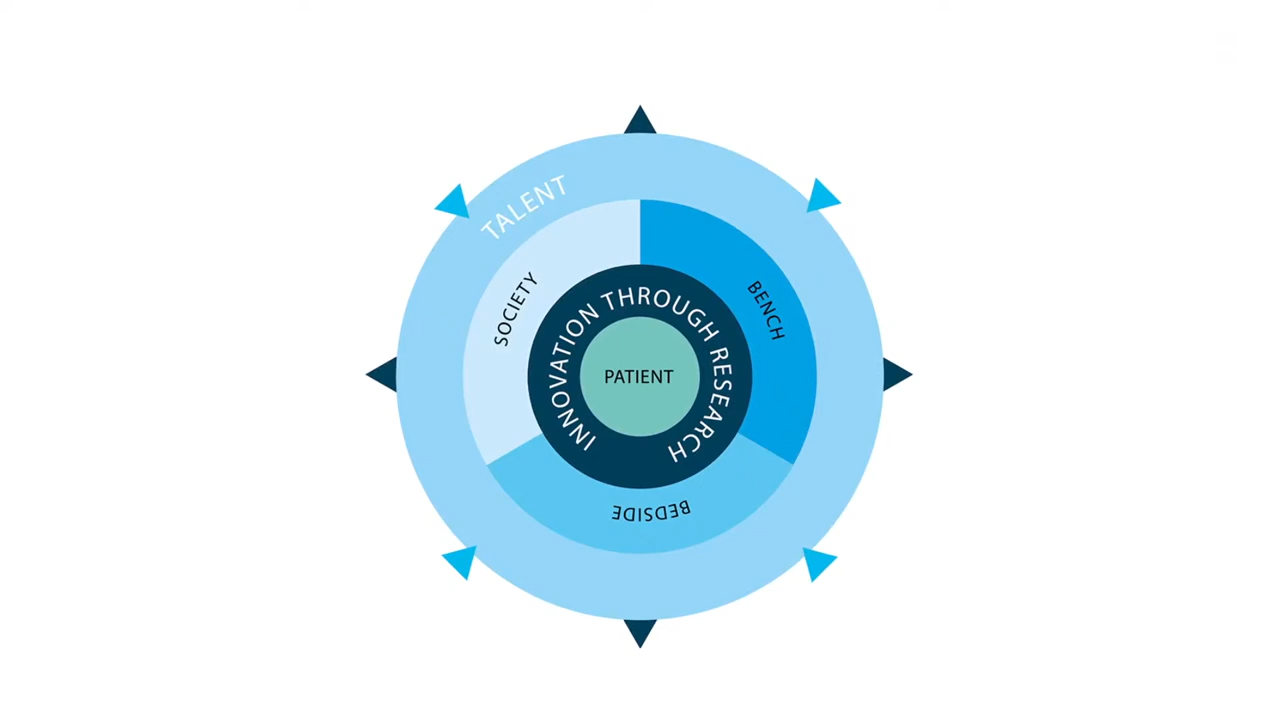 TALENT
SOCIETY
BENCH
INNOVATION THROUGH RESEARCH
PATIENT
BEDSIDE